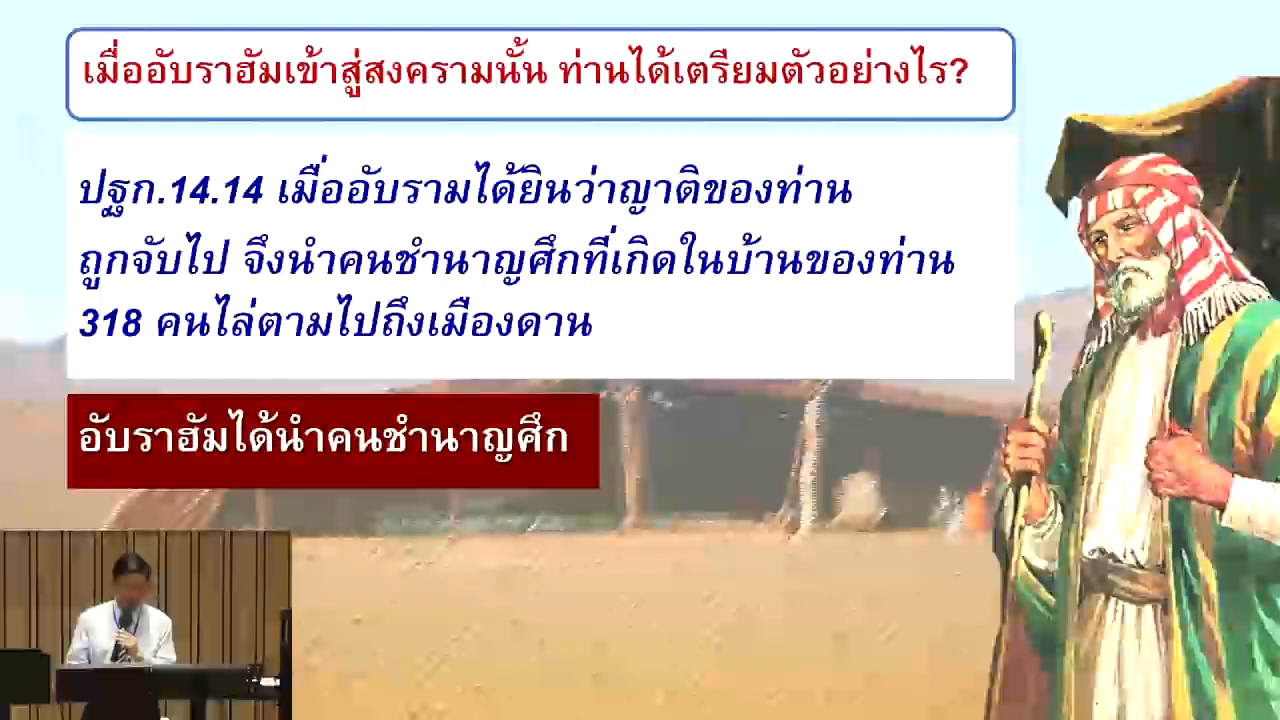 เมื่ออับราฮัมเข้าสู่สงครามนั้น ท่านได้เตรียมตัวอย่างไร?
ปฐก.14.14 เมื่ออับรามได้ยินว่าญาติของท่าน
ถูกจับไป จึงนำคนชำนาญศึกที่เกิดในบ้านของท่าน
318 คนไล่ตามไปถึงเมืองดาน
อับราฮัมได้นำคนชำนาญศึก